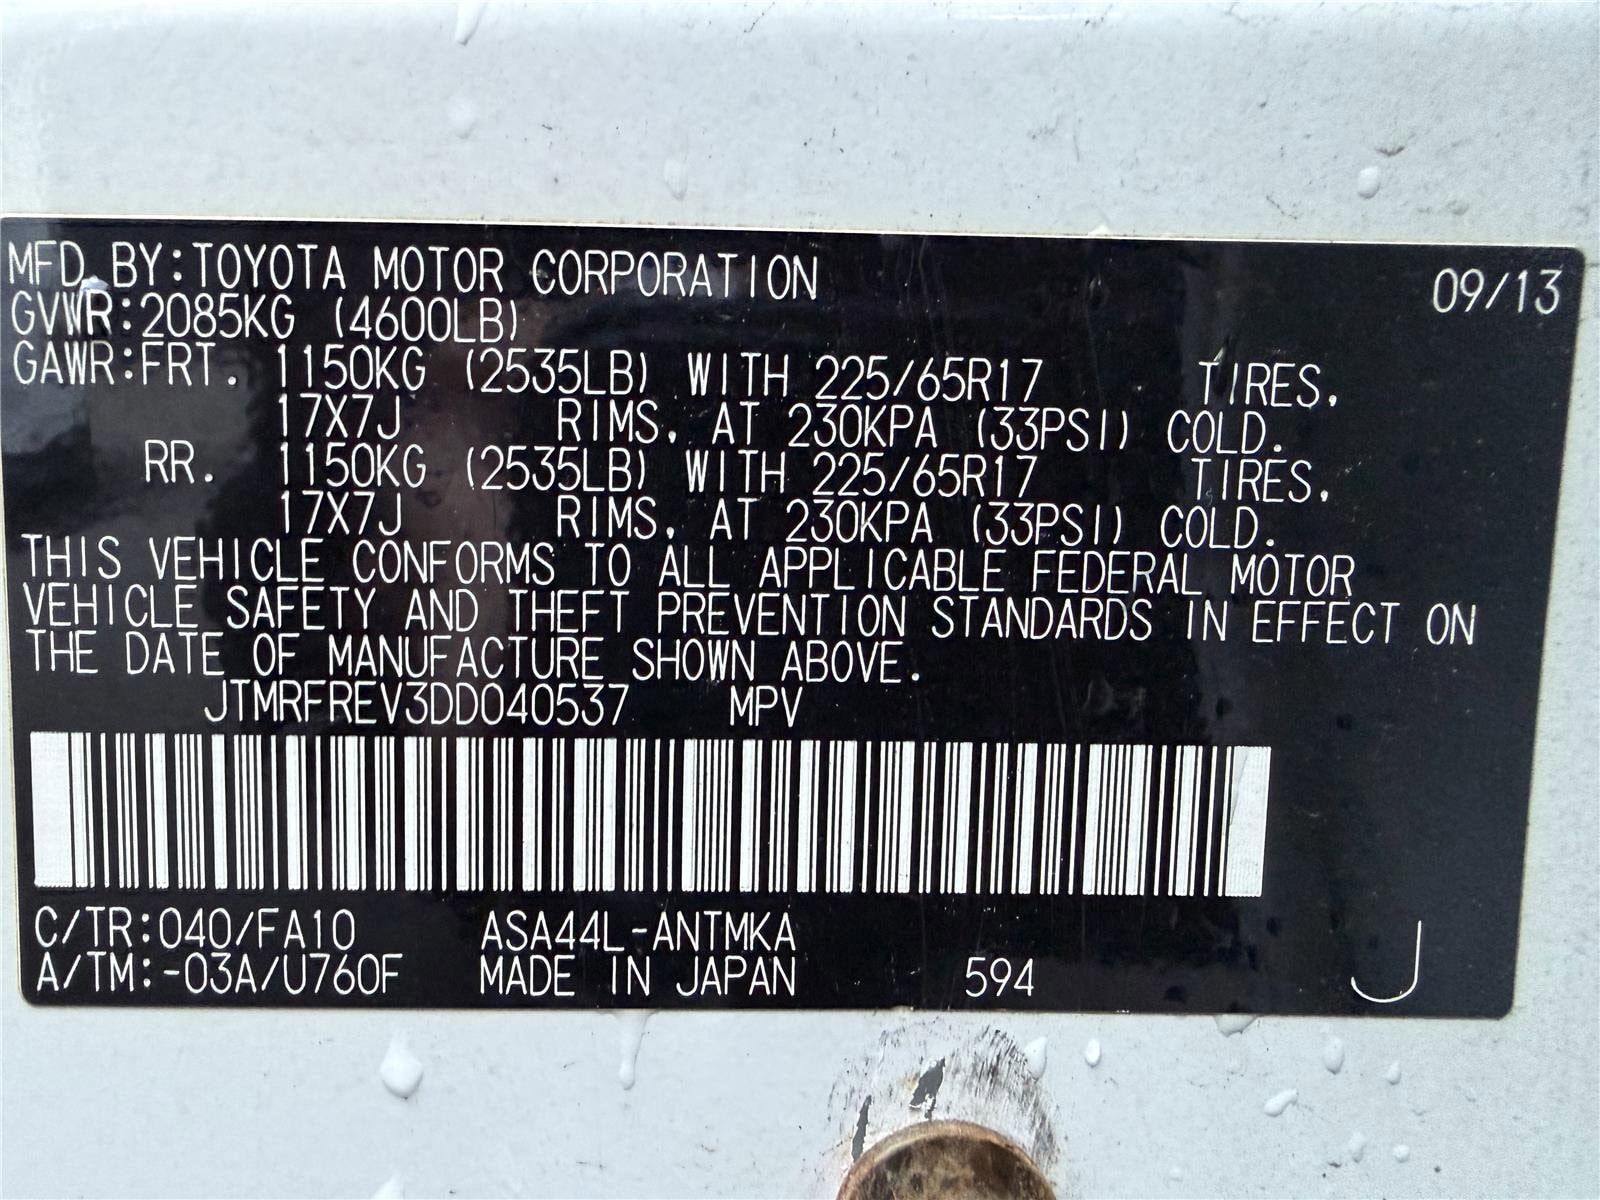 MFD. BY:TOYOTA MOTOR CORPORATION 09/13
GVWR:2085KG (4600LB)
GAWR:FRT. 1150KG (2535LB) WITH 225/65R17 TIRES,
17X7J RIMS, AT 230KPA (33PSI) COLD.
RR. 1150KG (2535LB) WITH 225/65R17 TIRES,
17X7J RIMS, AT 230KPA (33PSI) COLD.
THIS VEHICLE CONFORMS TO ALL APPLICABLE FEDERAL MOTOR
VEHICLE SAFETY AND THEFT PREVENTION STANDARDS IN EFFECT ON
THE DATE OF MANUFACTURE SHOWN ABOVE.
JTMRFREV3DD040537 MPV
C/TR:040/FA10 ASA44L-ANTMKA
A/TM:-03A/U760F MADE IN JAPAN 594 J